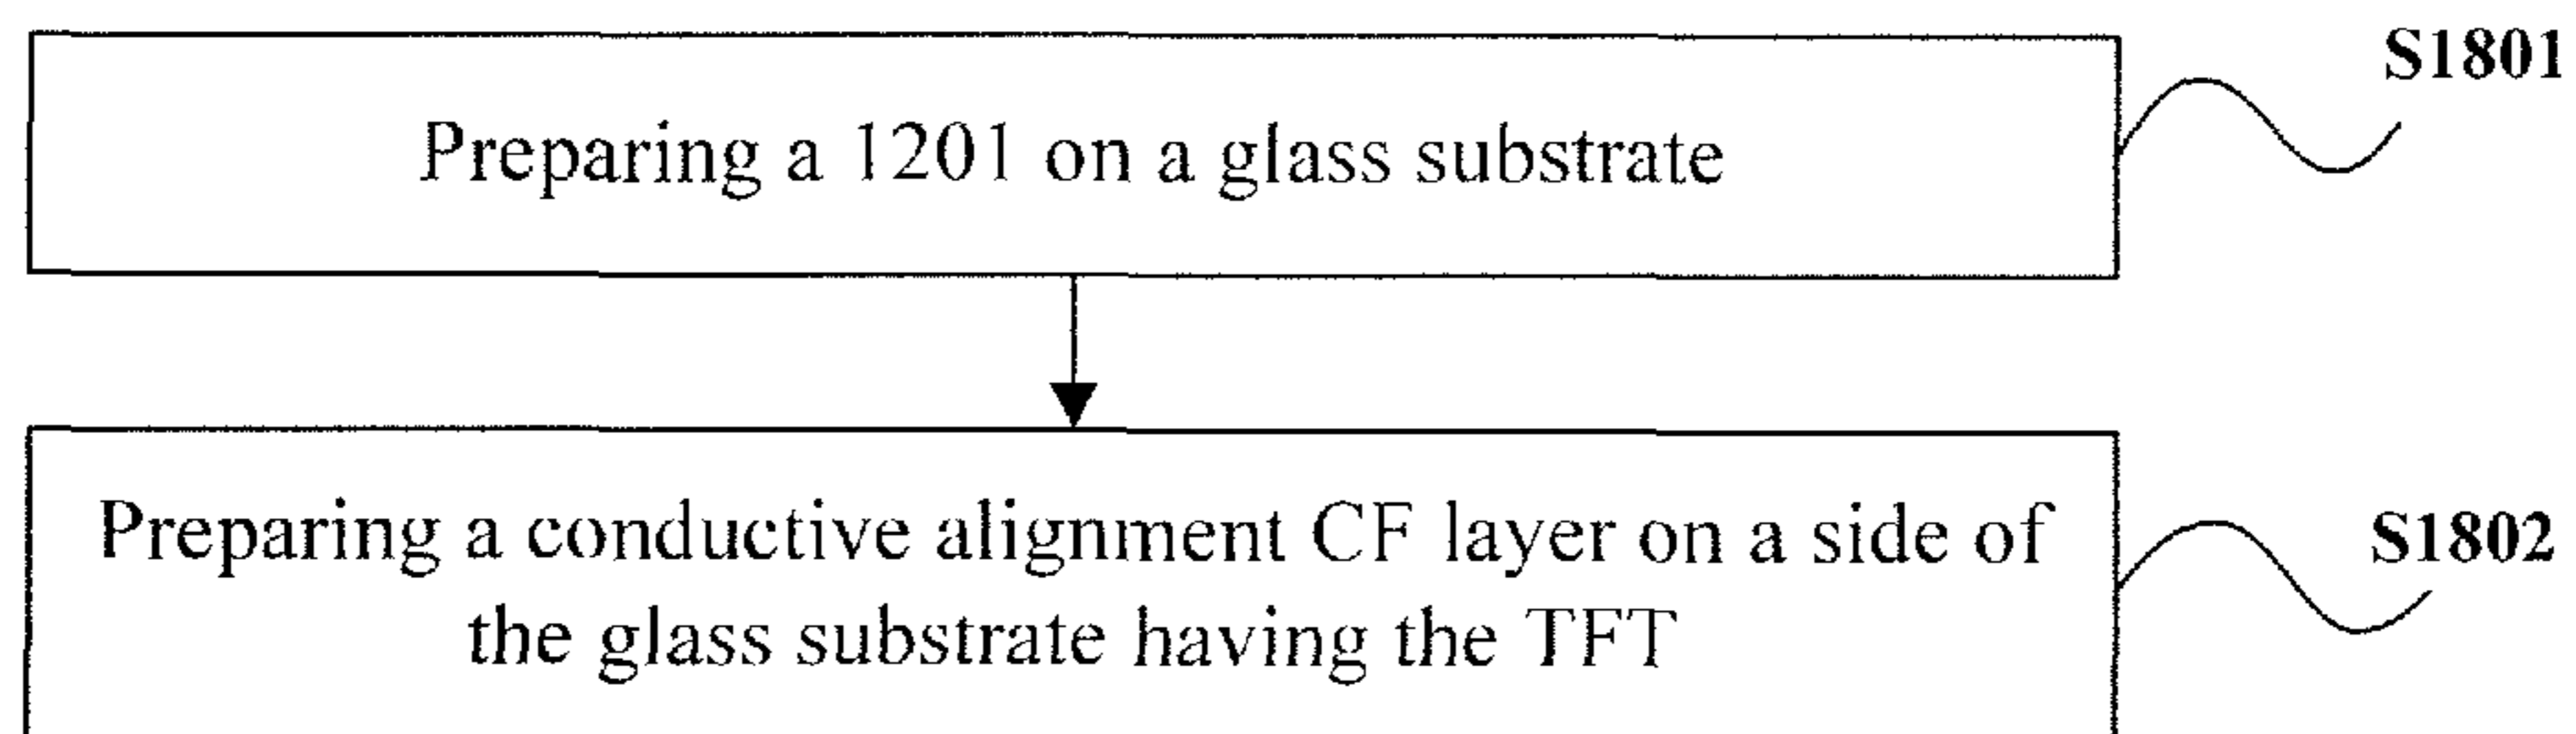 S1801
Preparing a 1201 on a glass substrate
Preparing a conductive alignment CF layer on a side of
the glass substrate having the TFT
S1802